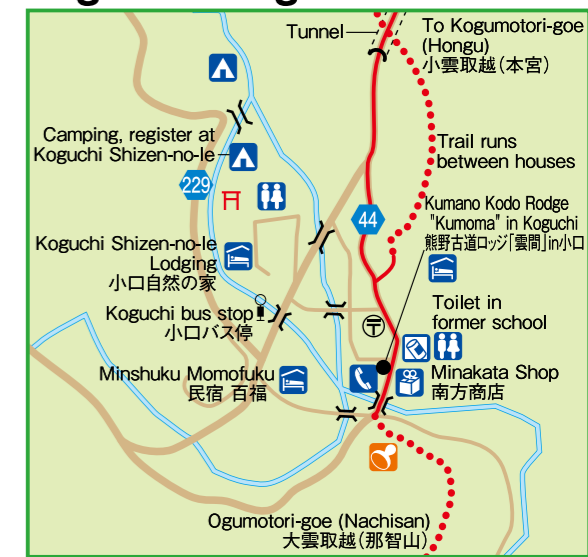 Tunnel
To Kogumotori-goe
(Hongu)
小雲取越(本宮)
Camping, register at
Koguchi Shizen-no-Ie
Trail runs
between houses
229
44
Kumano Kodo Rodge
"Kumoma" in Koguchi
熊野古道ロッジ「雲間」in小口
Koguchi Shizen-no-Ie
Lodging
小口自然の家
Koguchi bus stop
小口バス停
Toilet in
former school
Minshuku Momofuku
民宿 百福
Minakata Shop
南方商店
Ogumotori-goe (Nachisan)
大雲取越(那智山)